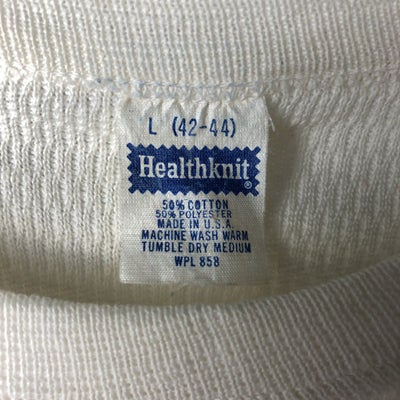 L (42-44)
Healthknit®
50% COTTON
50% POLYESTER
MADE IN U.S.A.
MACHINE WASH WARM
TUMBLE DRY MEDIUM
WPL 858